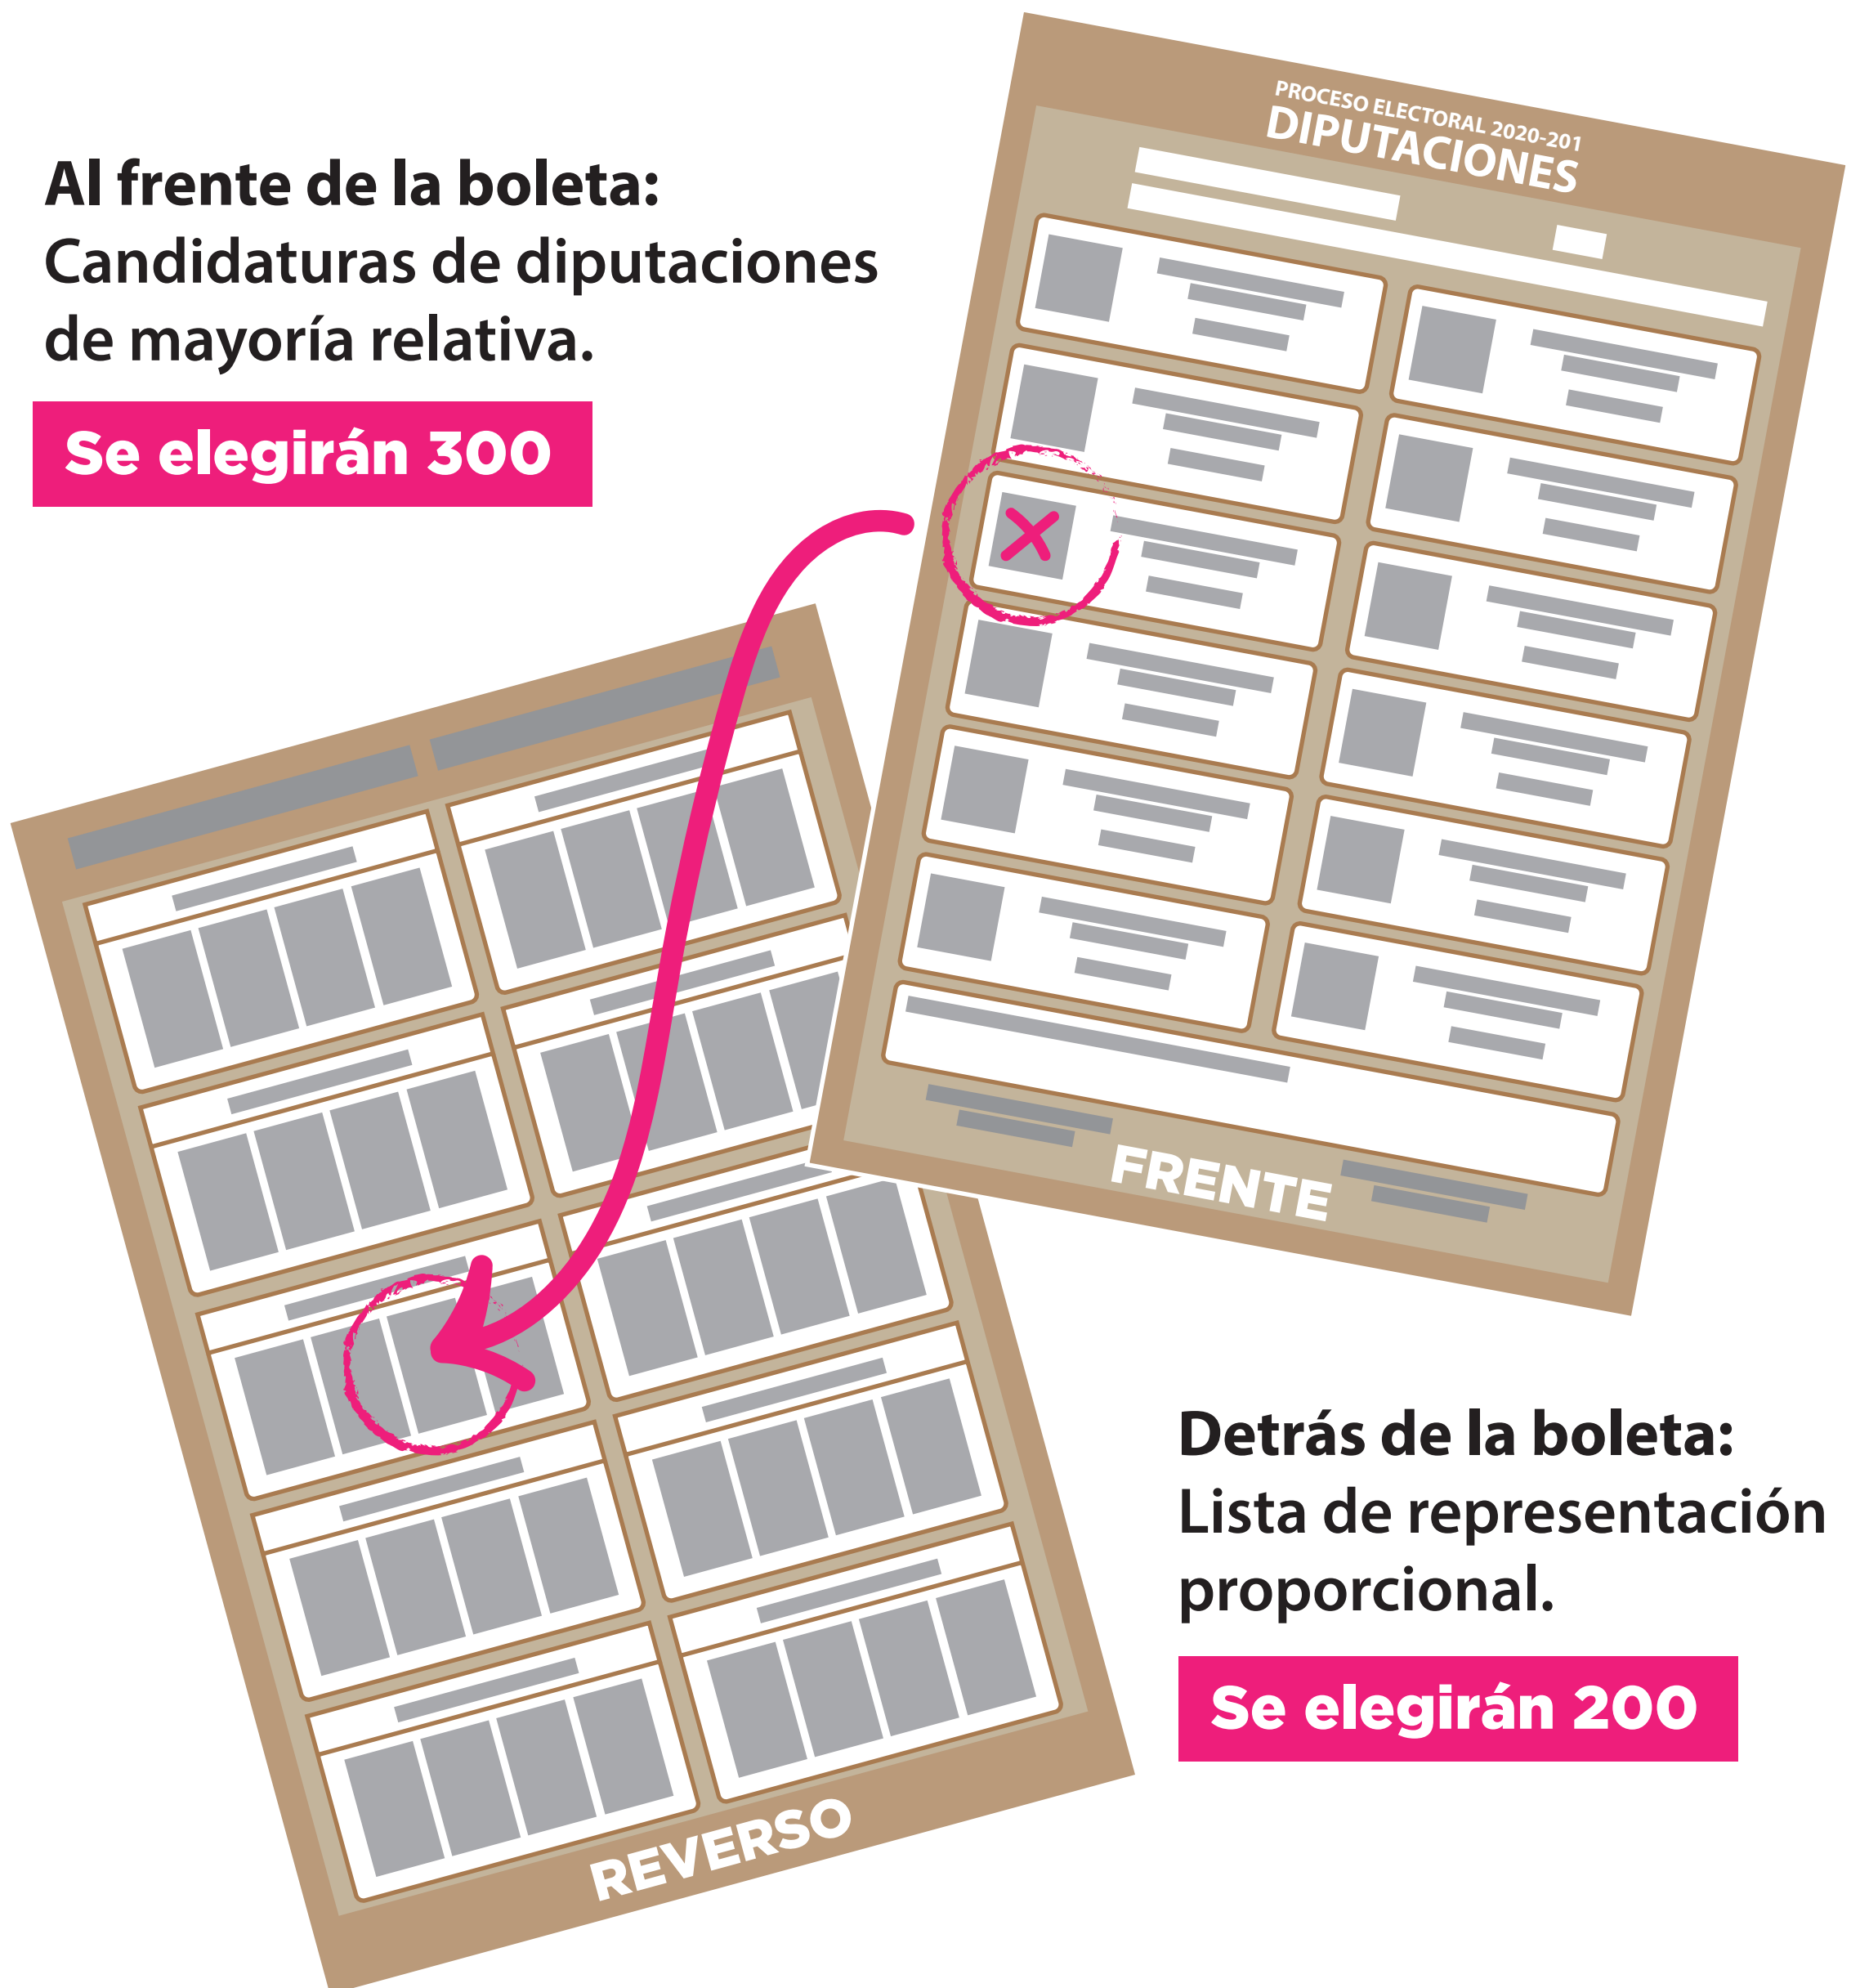 PROCESO ELECTORAL 2020-201
DIPUTACIONES
Al frente de la boleta:
Candidaturas de diputaciones
de mayoría relativa.
Se elegirán 300
FRENTE
Detrás de la boleta:
Lista de representación
proporcional.
Se elegirán 200
REVERSO